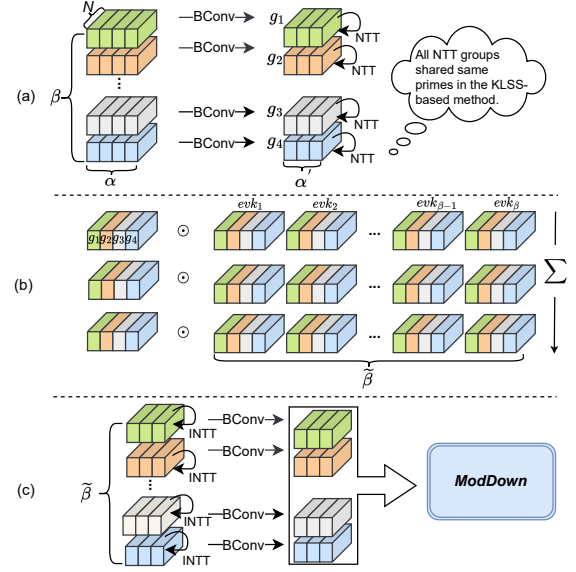 N
BConv
g₁
NTT
BConv
g₂
NTT
All NTT groups
shared same
primes in the KLSS-
based method.
(a)
β
...
BConv
g₃
NTT
BConv
g₄
NTT
α
α'
evk₁ evk₂ evkᵦ₋₁ evkᵦ
g₁g₂g₃g₄ ⊙ ...
(b)
⊙ ... ∑
⊙ ...
β̃
(c)
INTT
BConv
INTT
BConv
β̃
...
ModDown
INTT
BConv
INTT
BConv